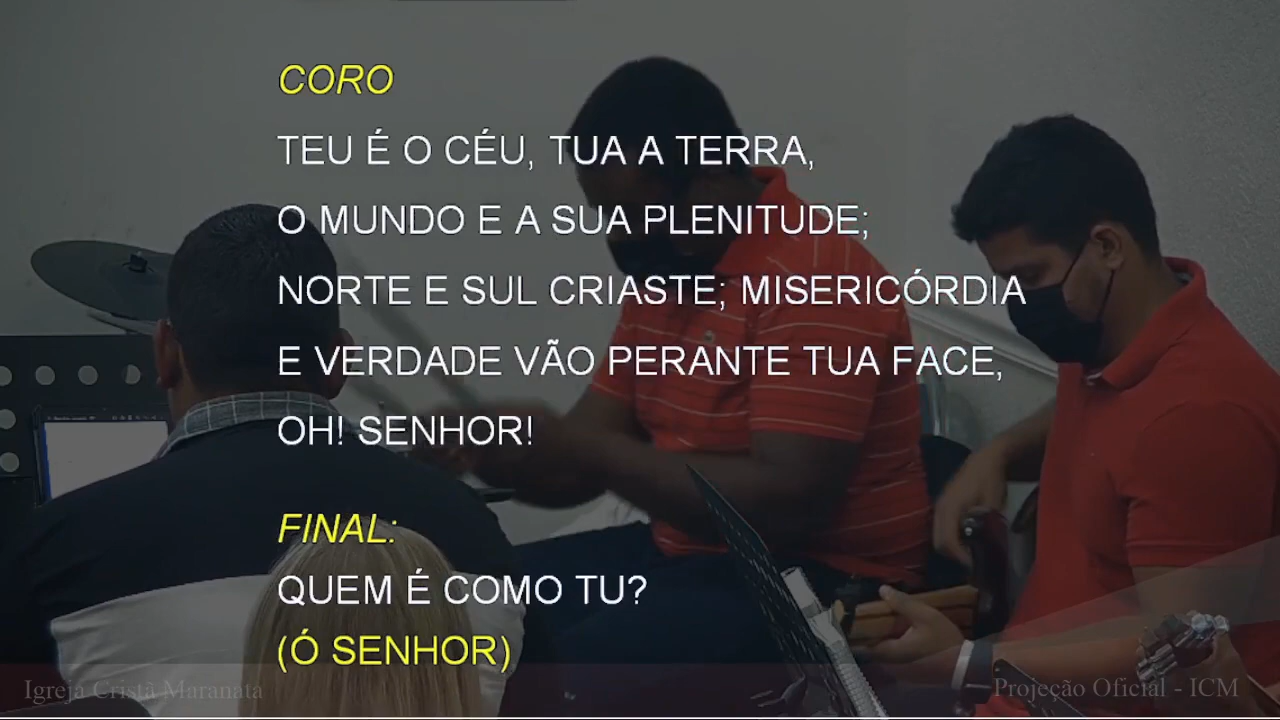 CORO
TEU É O CÉU, TUA A TERRA,
O MUNDO E A SUA PLENITUDE;
NORTE E SUL CRIASTE; MISERICÓRDIA
E VERDADE VÃO PERANTE TUA FACE,
OH! SENHOR!
FINAL:
QUEM É COMO TU?
(Ó SENHOR)
Igreja Cristã Maranata
Projeção Oficial - ICM